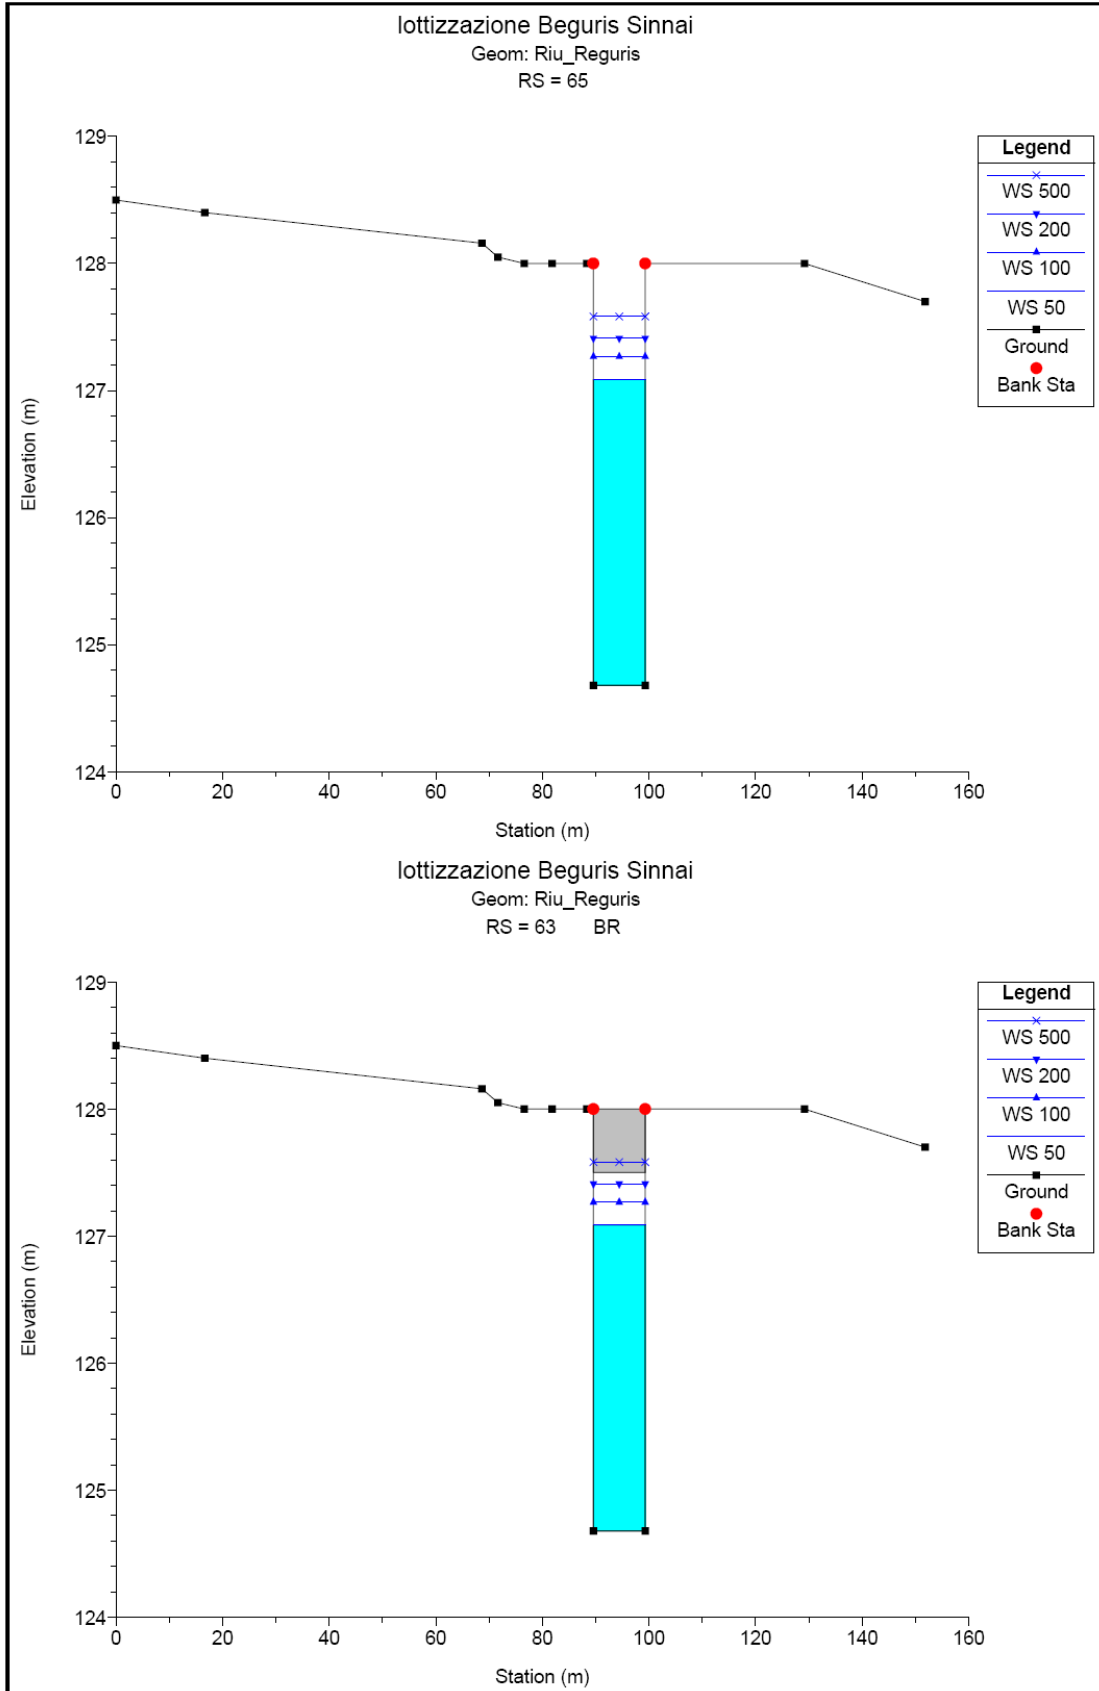 lottizzazione Beguris Sinnai
Geom: Riu_Reguris
RS = 65
129
128
127
126
125
124
Elevation (m)
0 20 40 60 80 100 120 140 160
Station (m)
Legend
WS 500
WS 200
WS 100
WS 50
Ground
Bank Sta
lottizzazione Beguris Sinnai
Geom: Riu_Reguris
RS = 63 BR
129
128
127
126
125
124
Elevation (m)
0 20 40 60 80 100 120 140 160
Station (m)
Legend
WS 500
WS 200
WS 100
WS 50
Ground
Bank Sta